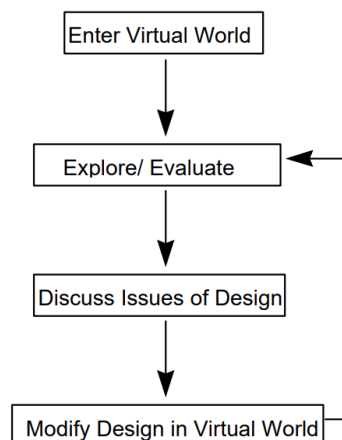 Enter Virtual World
Explore/ Evaluate
Discuss Issues of Design
Modify Design in Virtual World